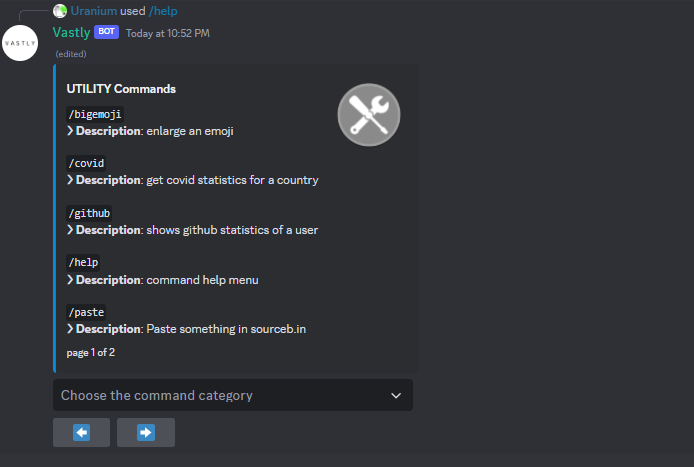 Uranium used /help
VASTLY
Vastly BOT Today at 10:52 PM
(edited)
UTILITY Commands
/bigemoji
❯ Description: enlarge an emoji
/covid
❯ Description: get covid statistics for a country
/github
❯ Description: shows github statistics of a user
/help
❯ Description: command help menu
/paste
❯ Description: Paste something in sourceb.in
page 1 of 2
Choose the command category